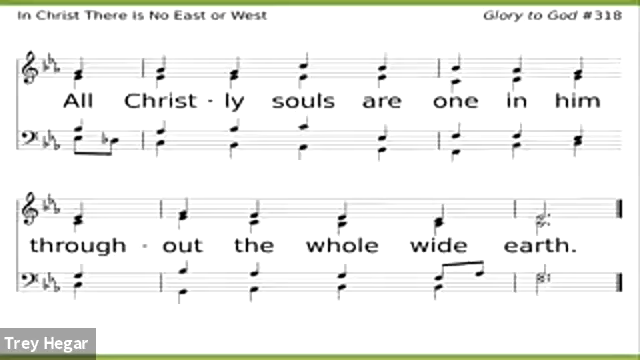 In Christ There Is No East or West
Glory to God #318
All Christ · ly souls are one in him
through · out the whole wide earth.
Trey Hegar